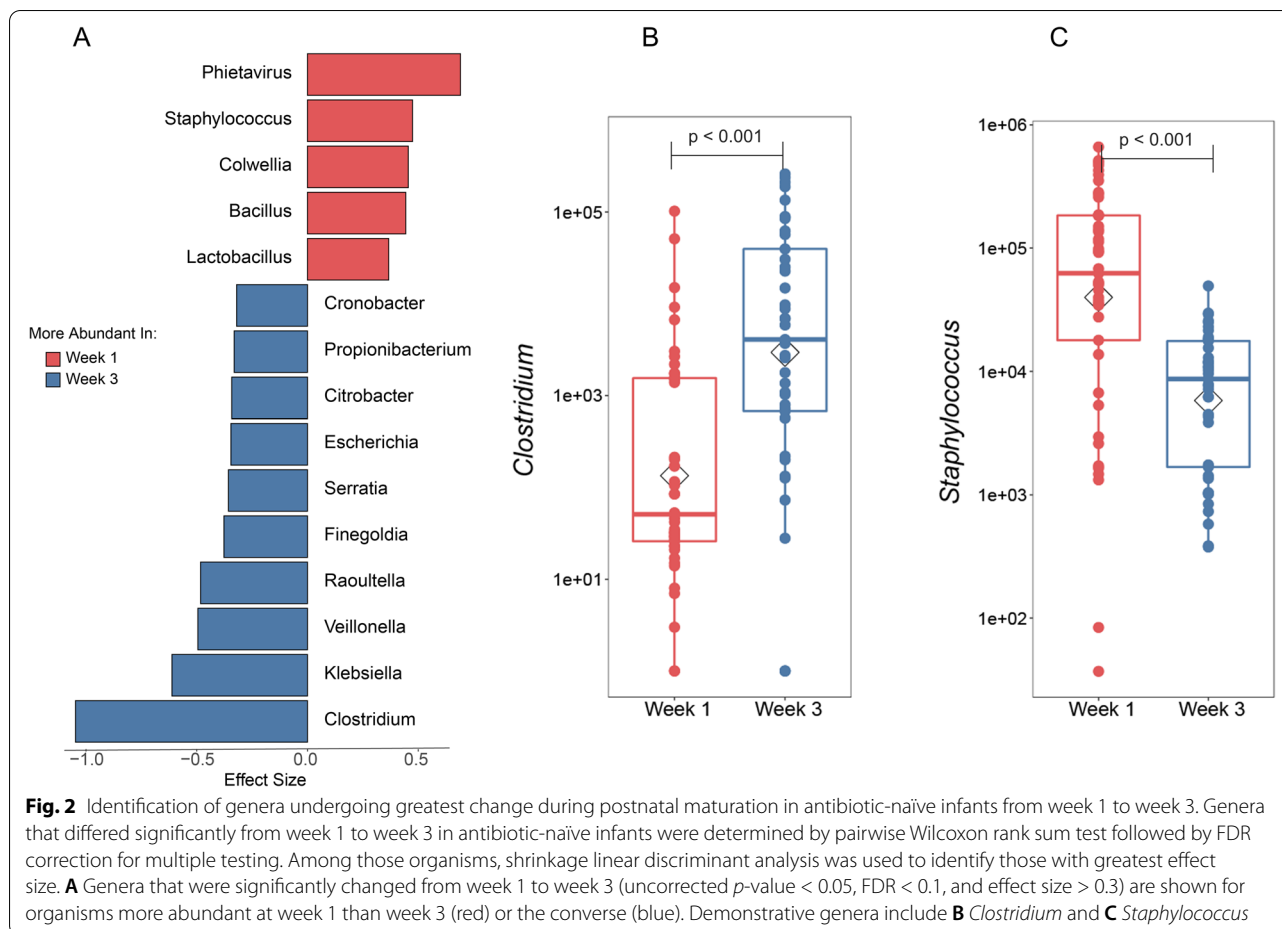 A
Phietavirus
Staphylococcus
Colwellia
Bacillus
Lactobacillus
Cronobacter
Propionibacterium
Citrobacter
Escherichia
Serratia
Finegoldia
Raoultella
Veillonella
Klebsiella
Clostridium
More Abundant In:
Week 1
Week 3
−1.0 −0.5 0.0 0.5
Effect Size
B
p < 0.001
1e+05
1e+03
1e+01
Clostridium
Week 1 Week 3
C
p < 0.001
1e+06
1e+05
1e+04
1e+03
1e+02
Staphylococcus
Week 1 Week 3
Fig. 2 Identification of genera undergoing greatest change during postnatal maturation in antibiotic-naïve infants from week 1 to week 3. Genera
that differed significantly from week 1 to week 3 in antibiotic-naïve infants were determined by pairwise Wilcoxon rank sum test followed by FDR
correction for multiple testing. Among those organisms, shrinkage linear discriminant analysis was used to identify those with greatest effect
size. A Genera that were significantly changed from week 1 to week 3 (uncorrected p-value < 0.05, FDR < 0.1, and effect size > 0.3) are shown for
organisms more abundant at week 1 than week 3 (red) or the converse (blue). Demonstrative genera include B Clostridium and C Staphylococcus